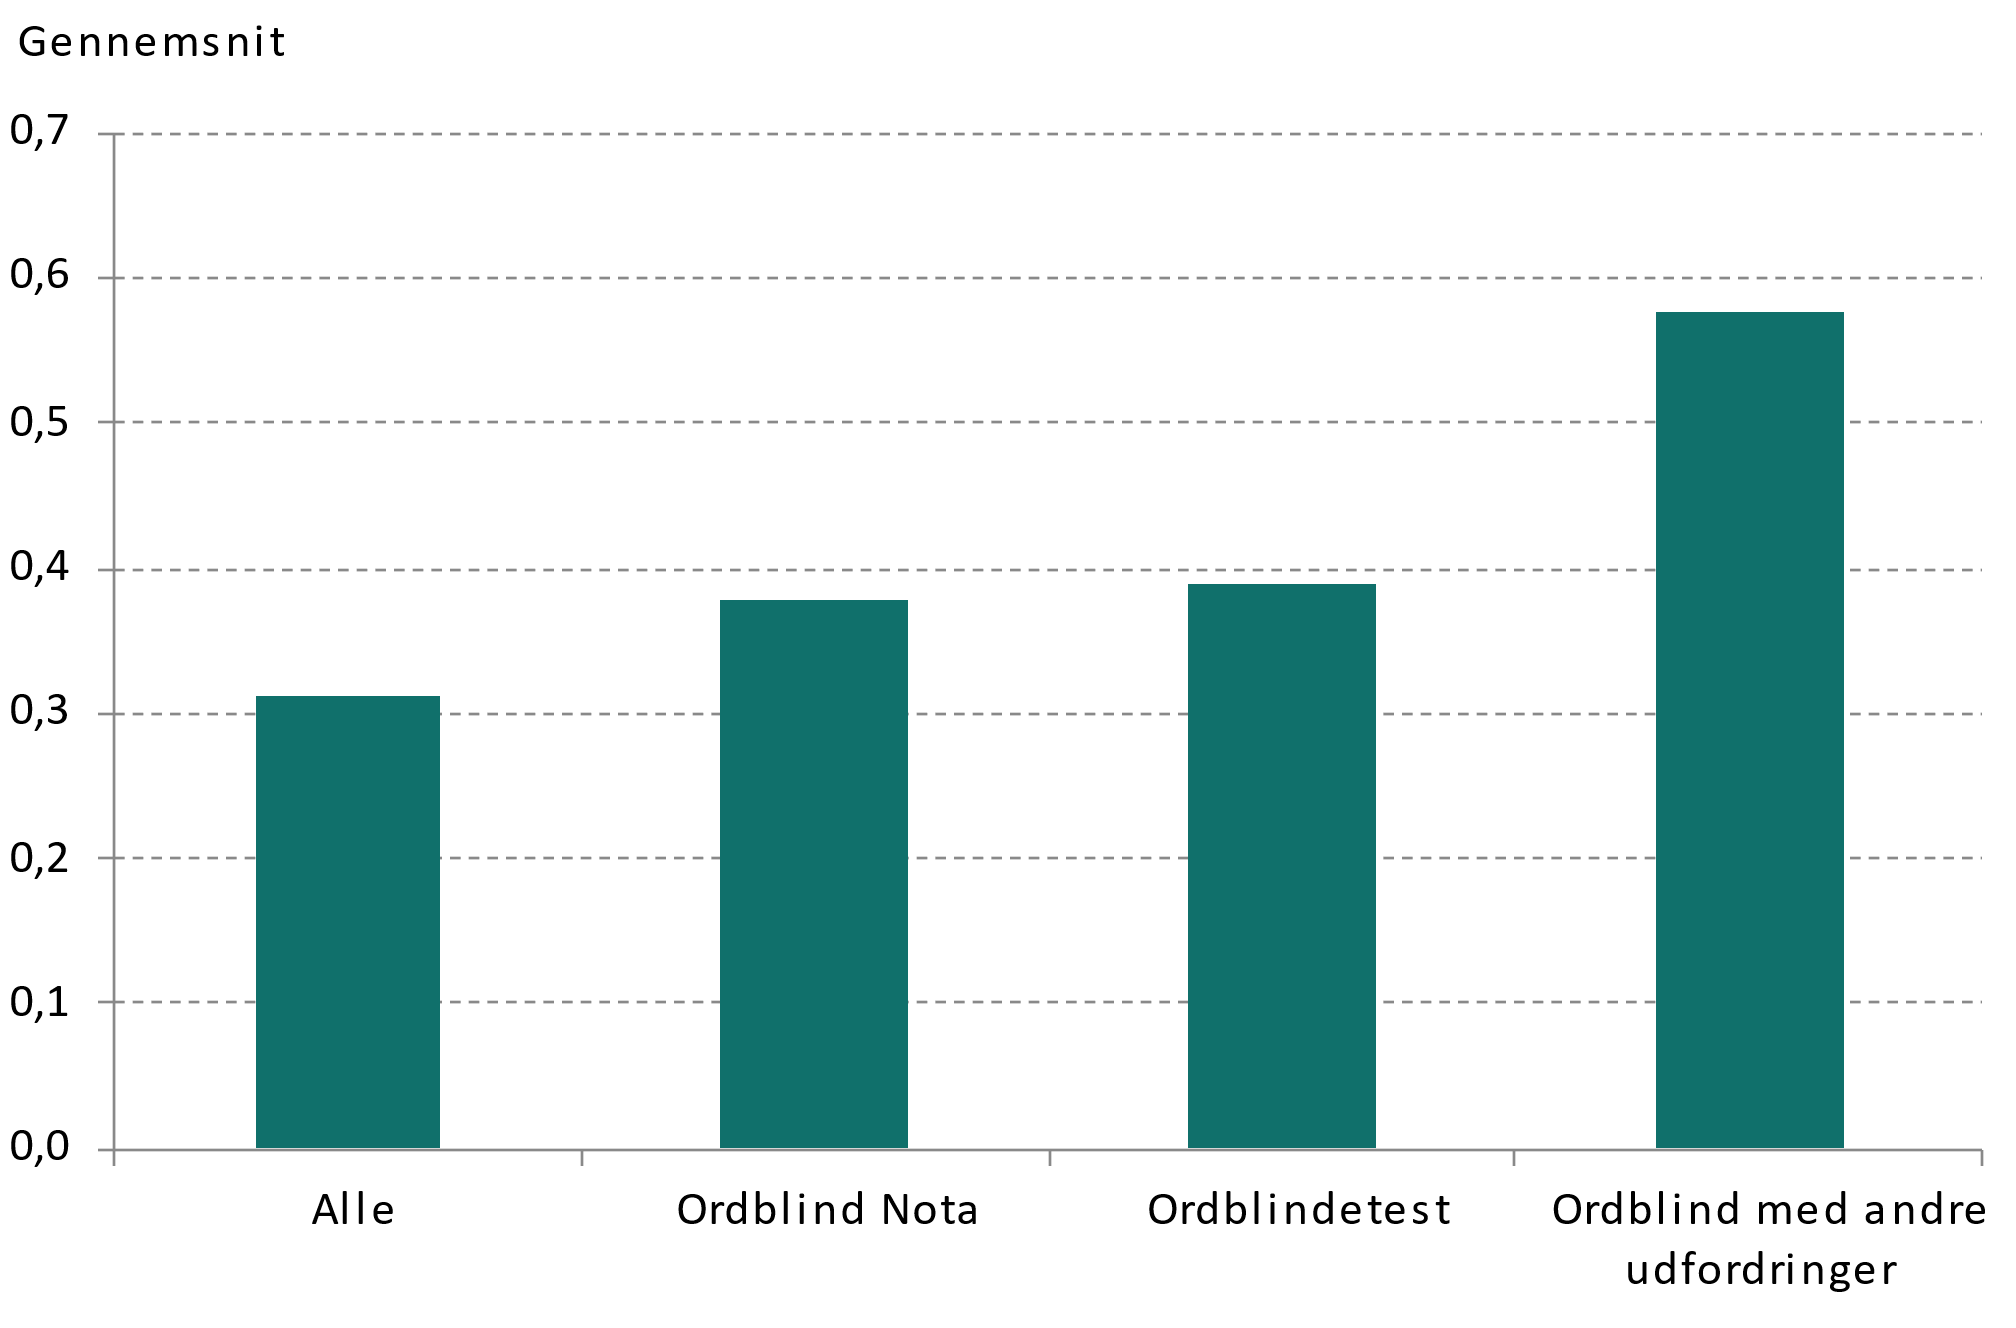 Gennemsnit
0,7
0,6
0,5
0,4
0,3
0,2
0,1
0,0
Alle
Ordblind Nota
Ordblindetest
Ordblind med andre
udfordringer